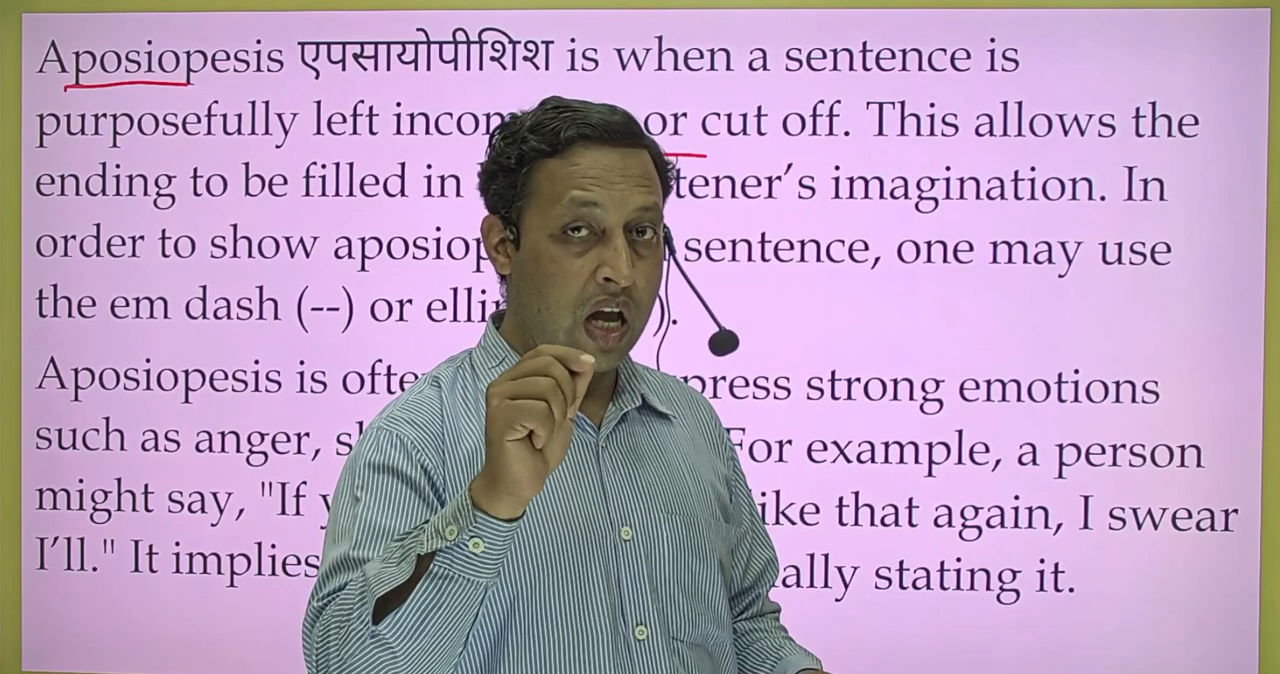 Aposiopesis एपसायोपीशिश is when a sentence is
purposefully left incom or cut off. This allows the
ending to be filled in tener's imagination. In
order to show aposiop sentence, one may use
the em dash (--) or elli ).
Aposiopesis is ofte press strong emotions
such as anger, s For example, a person
might say, "If y ike that again, I swear
I'll." It implies ally stating it.